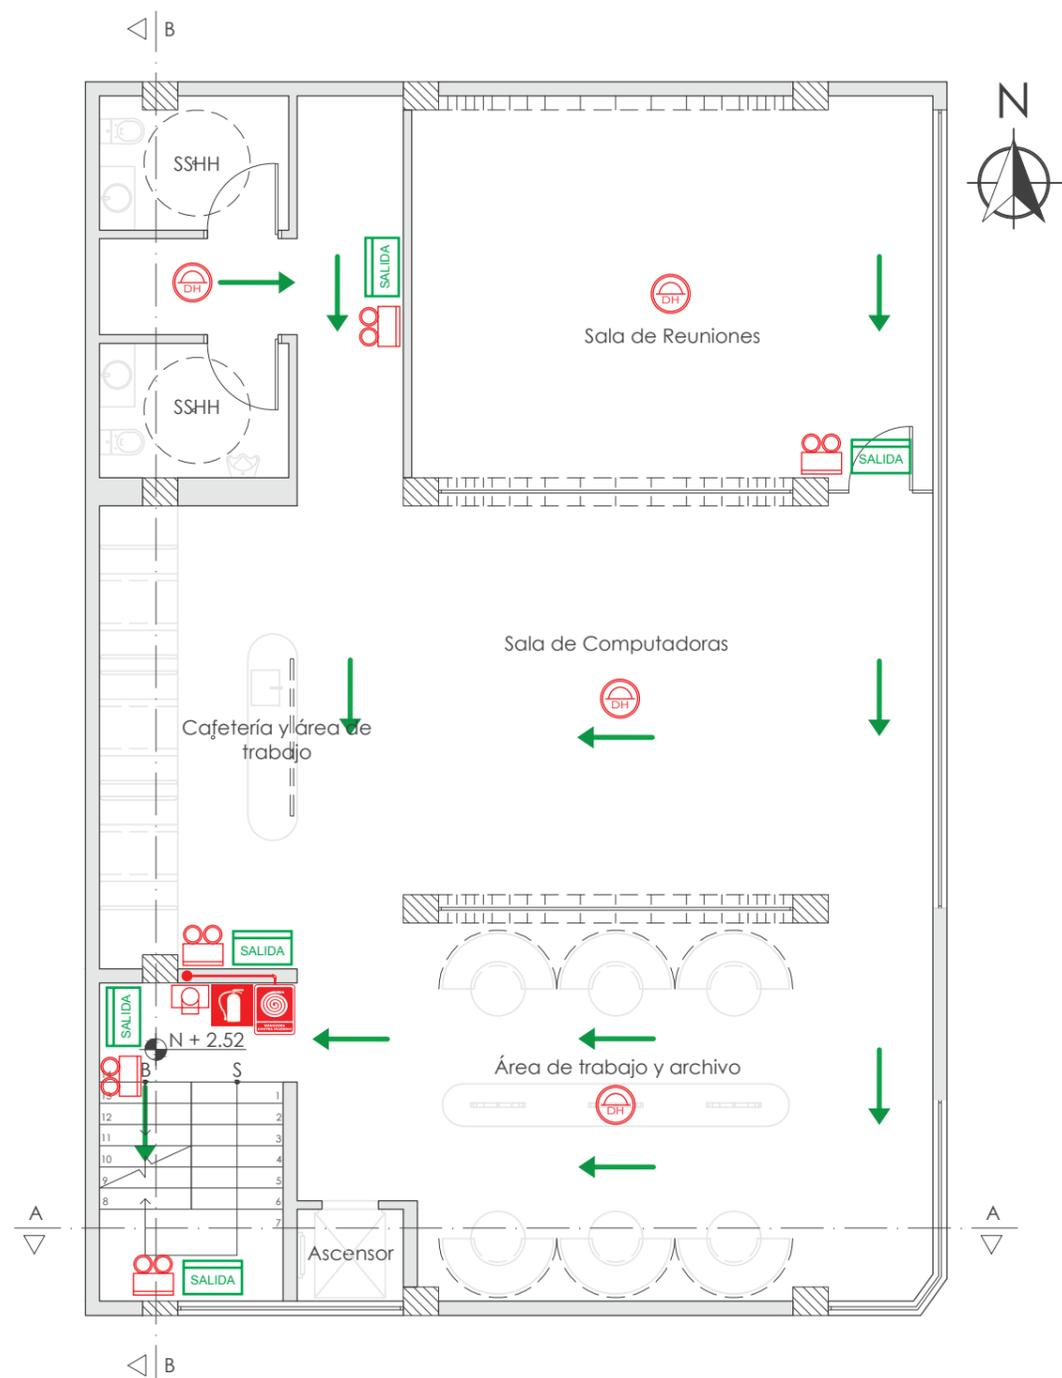 B
N
SSHH
SALIDA
DH
DH
Sala de Reuniones
SSHH
SALIDA
Sala de Computadoras
DH
Cafetería y área de
trabajo
SALIDA
SALIDA
N + 2.52
Área de trabajo y archivo
B
S
13
1
12
2
DH
11
3
10
4
9
5
8
6
7
A
A
Ascensor
SALIDA
B